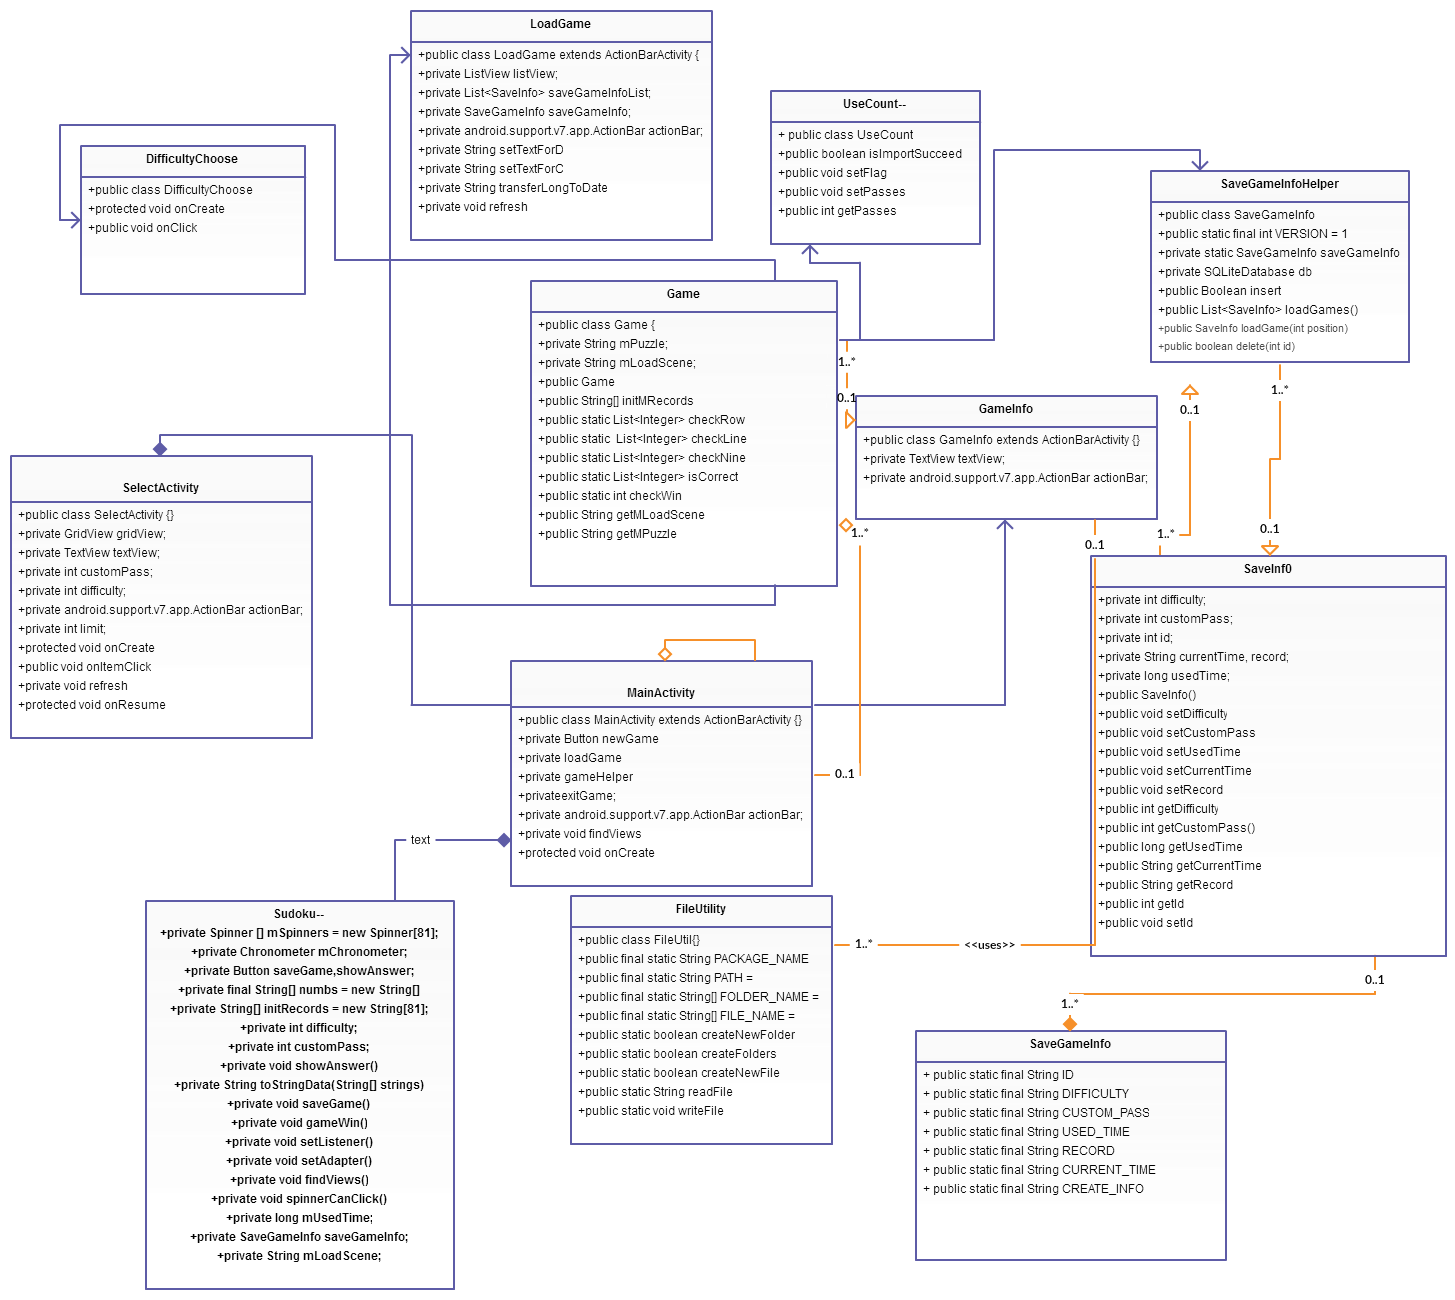 LoadGame
+public class LoadGame extends ActionBarActivity {
+private ListView listView;
+private List<SaveInfo> saveGameInfoList;
+private SaveGameInfo saveGameInfo;
+private android.support.v7.app.ActionBar actionBar;
+private String setTextForD
+private String setTextForC
+private String transferLongToDate
+private void refresh
UseCount--
+ public class UseCount
+public boolean isImportSucceed
+public void setFlag
+public void setPasses
+public int getPasses
DifficultyChoose
+public class DifficultyChoose
+protected void onCreate
+public void onClick
SaveGameInfoHelper
+public class SaveGameInfo
+public static final int VERSION = 1
+private static SaveGameInfo saveGameInfo
+private SQLiteDatabase db
+public Boolean insert
+public List<SaveInfo> loadGames()
+public SaveInfo loadGame(int position)
+public boolean delete(int id)
Game
+public class Game {
+private String mPuzzle;
+private String mLoadScene;
+public Game
+public String[] initMRecords
+public static List<Integer> checkRow
+public static  List<Integer> checkLine
+public static List<Integer> checkNine
+public static List<Integer> isCorrect
+public static int checkWin
+public String getMLoadScene
+public String getMPuzzle
1..*
0..1
GameInfo
+public class GameInfo extends ActionBarActivity {}
+private TextView textView;
+private android.support.v7.app.ActionBar actionBar;
1..*
0..1
0..1
1..*
1..*
0..1
0..1
SelectActivity
+public class SelectActivity {}
+private GridView gridView;
+private TextView textView;
+private int customPass;
+private int difficulty;
+private android.support.v7.app.ActionBar actionBar;
+private int limit;
+protected void onCreate
+public void onItemClick
+private void refresh
+protected void onResume
SaveInf0
+private int difficulty;
+private int customPass;
+private int id;
+private String currentTime, record;
+private long usedTime;
+public SaveInfo()
+public void setDifficulty
+public void setCustomPass
+public void setUsedTime
+public void setCurrentTime
+public void setRecord
+public int getDifficulty
+public int getCustomPass()
+public long getUsedTime
+public String getCurrentTime
+public String getRecord
+public int getId
+public void setId
MainActivity
+public class MainActivity extends ActionBarActivity {}
+private Button newGame
+private loadGame
+private gameHelper
+privateexitGame;
+private android.support.v7.app.ActionBar actionBar;
+private void findViews
+protected void onCreate
0..1
text
Sudoku--
+private Spinner [] mSpinners = new Spinner[81];
+private Chronometer mChronometer;
+private Button saveGame,showAnswer;
+private final String[] numbs = new String[]
+private String[] initRecords = new String[81];
+private int difficulty;
+private int customPass;
+private void showAnswer()
+private String toStringData(String[] strings)
+private void saveGame()
+private void gameWin()
+private void setListener()
+private void setAdapter()
+private void findViews()
+private void spinnerCanClick()
+private long mUsedTime;
+private SaveGameInfo saveGameInfo;
+private String mLoadScene;
FileUtility
+public class FileUtil{}
+public final static String PACKAGE_NAME
+public final static String PATH =
+public final static String[] FOLDER_NAME =
+public final static String[] FILE_NAME =
+public static boolean createNewFolder
+public static boolean createFolders
+public static boolean createNewFile
+public static String readFile
+public static void writeFile
1..*
<<uses>>
0..1
1..*
SaveGameInfo
+ public static final String ID
+ public static final String DIFFICULTY
+ public static final String CUSTOM_PASS
+ public static final String USED_TIME
+ public static final String RECORD
+ public static final String CURRENT_TIME
+ public static final String CREATE_INFO